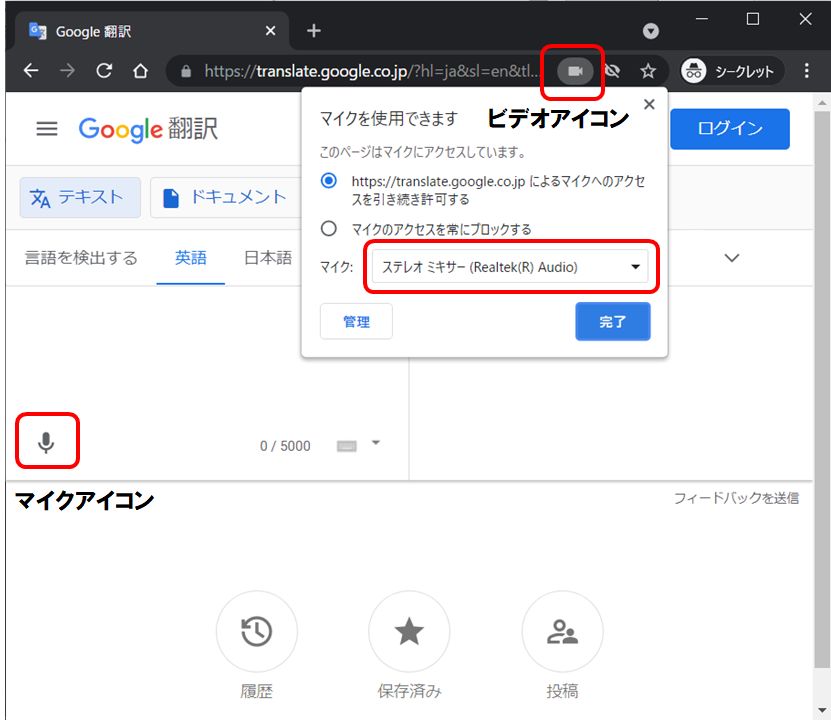 Google 翻訳
https://translate.google.co.jp/?hl=ja&sl=en&tl...
シークレット
Google 翻訳
マイクを使用できます
ビデオアイコン
ログイン
このページはマイクにアクセスしています。
テキスト
ドキュメント
https://translate.google.co.jp によるマイクへのアクセ
スを引き続き許可する
マイクのアクセスを常にブロックする
言語を検出する
英語
日本語
マイク:
ステレオ ミキサー (Realtek(R) Audio)
管理
完了
0 / 5000
マイクアイコン
フィードバックを送信
履歴
保存済み
投稿